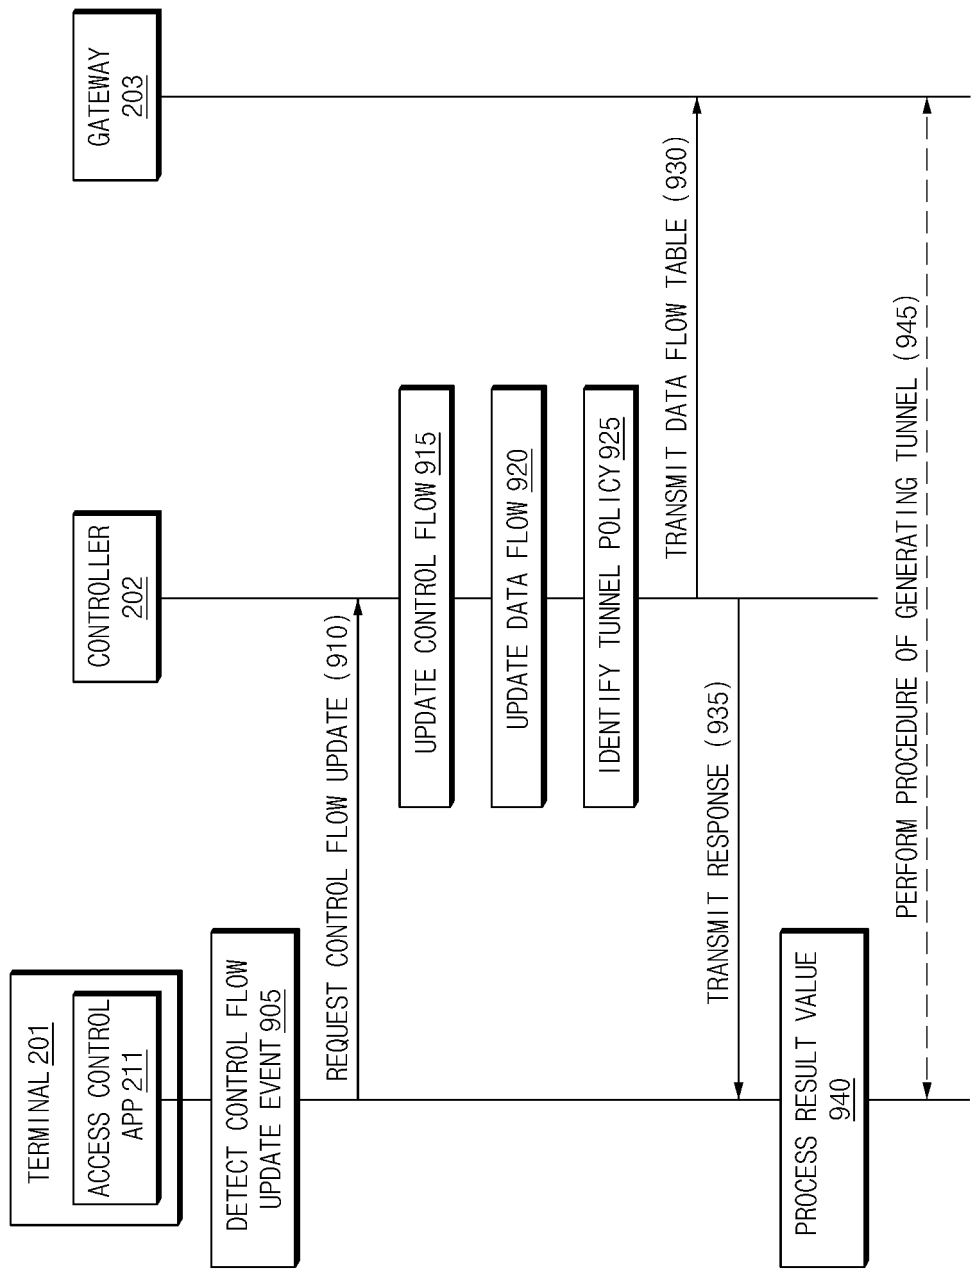 TERMINAL 201
ACCESS CONTROL
APP 211
CONTROLLER
202
GATEWAY
203
DETECT CONTROL FLOW
UPDATE EVENT 905
REQUEST CONTROL FLOW UPDATE (910)
UPDATE CONTROL FLOW 915
UPDATE DATA FLOW 920
IDENTIFY TUNNEL POLICY 925
TRANSMIT DATA FLOW TABLE (930)
TRANSMIT RESPONSE (935)
PROCESS RESULT VALUE
940
PERFORM PROCEDURE OF GENERATING TUNNEL (945)